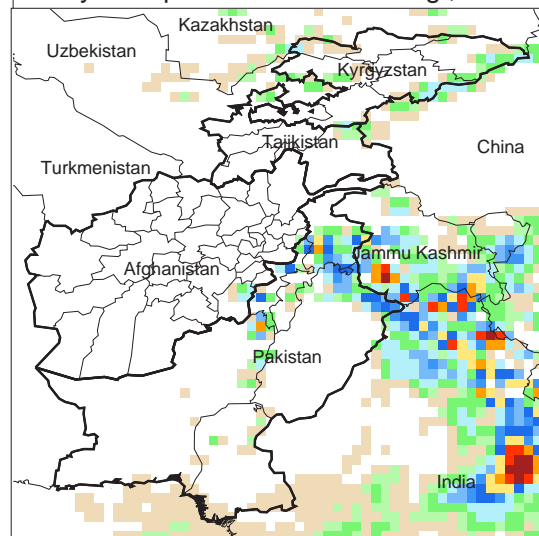 Kazakhstan
Uzbekistan
Kyrgyzstan
Tajikistan
China
Turkmenistan
Jammu Kashmir
Afghanistan
Pakistan
India